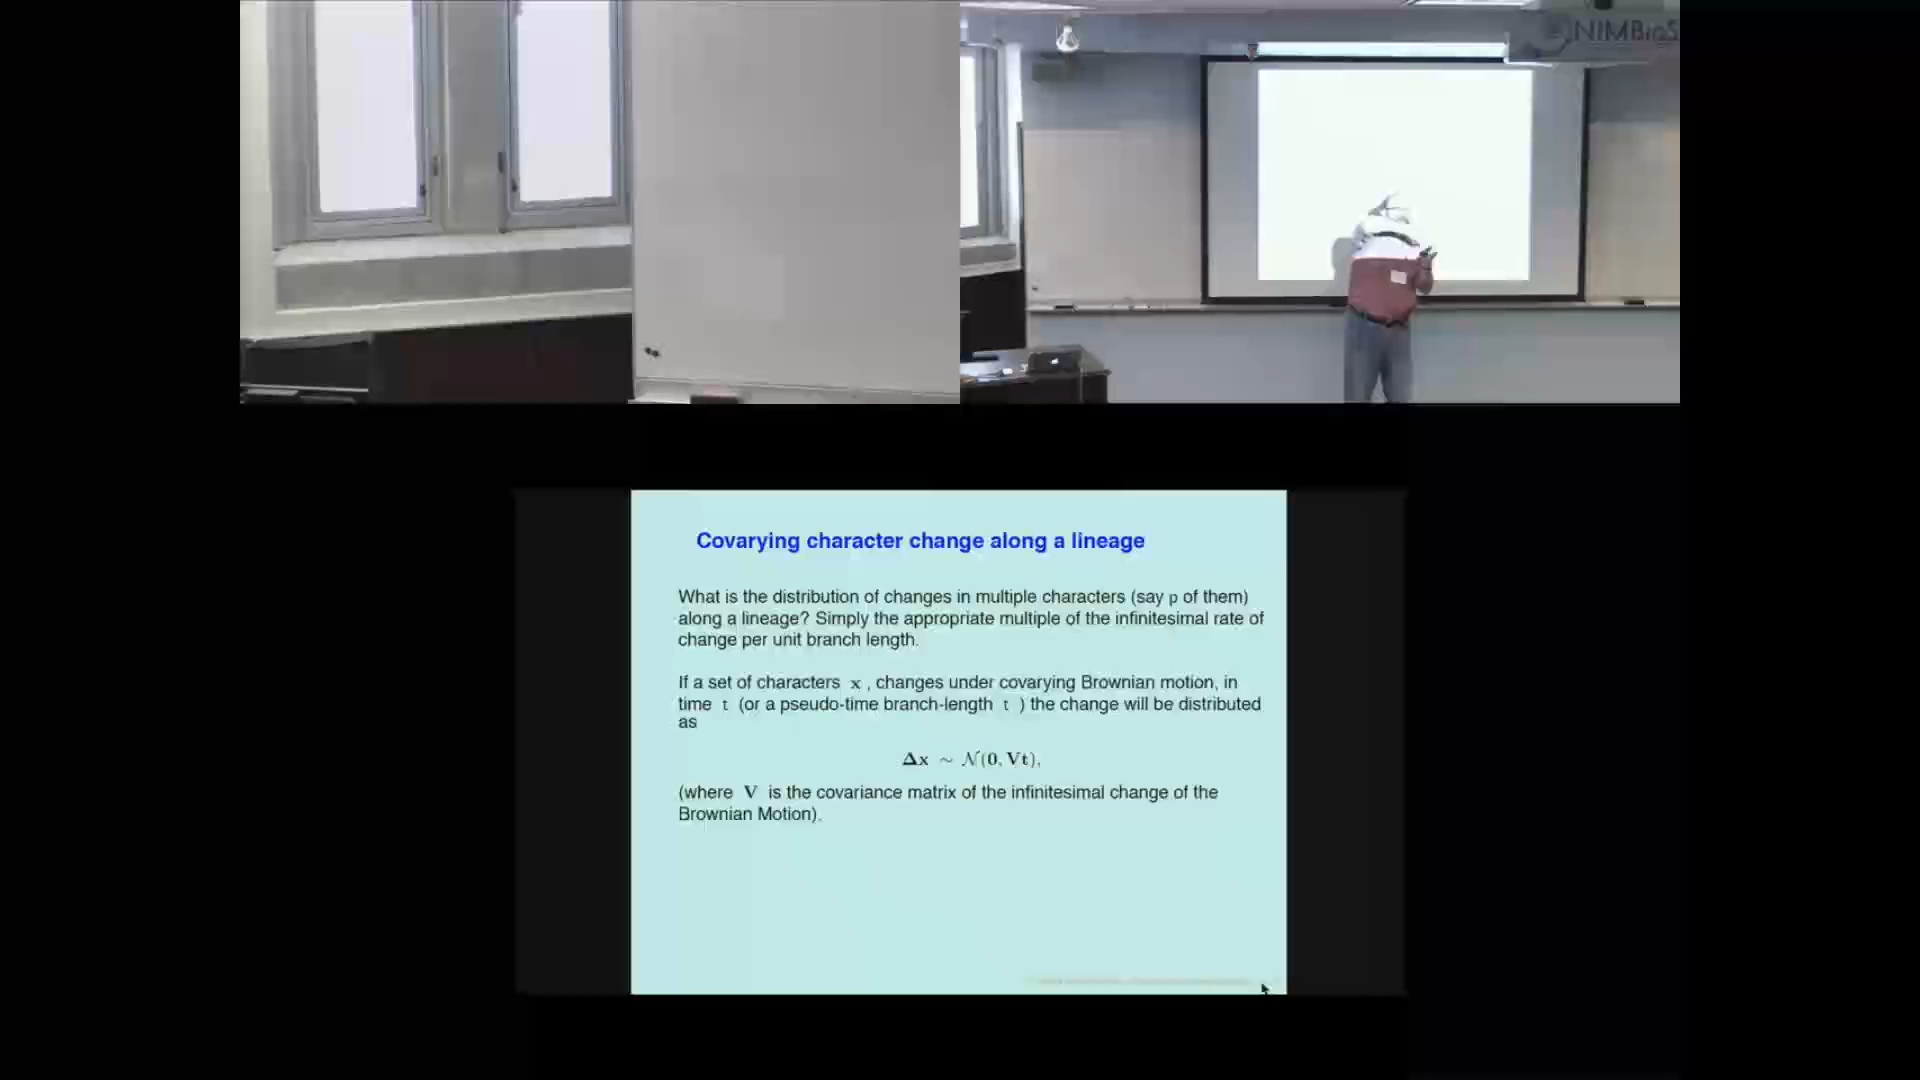 NIMBioS
Covarying character change along a lineage
What is the distribution of changes in multiple characters (say p of them)
along a lineage? Simply the appropriate multiple of the infinitesimal rate of
change per unit branch length.
If a set of characters x , changes under covarying Brownian motion, in
time t (or a pseudo-time branch-length t ) the change will be distributed
as
Δx ∼ 𝒩(0, Vt),
(where V is the covariance matrix of the infinitesimal change of the
Brownian Motion).